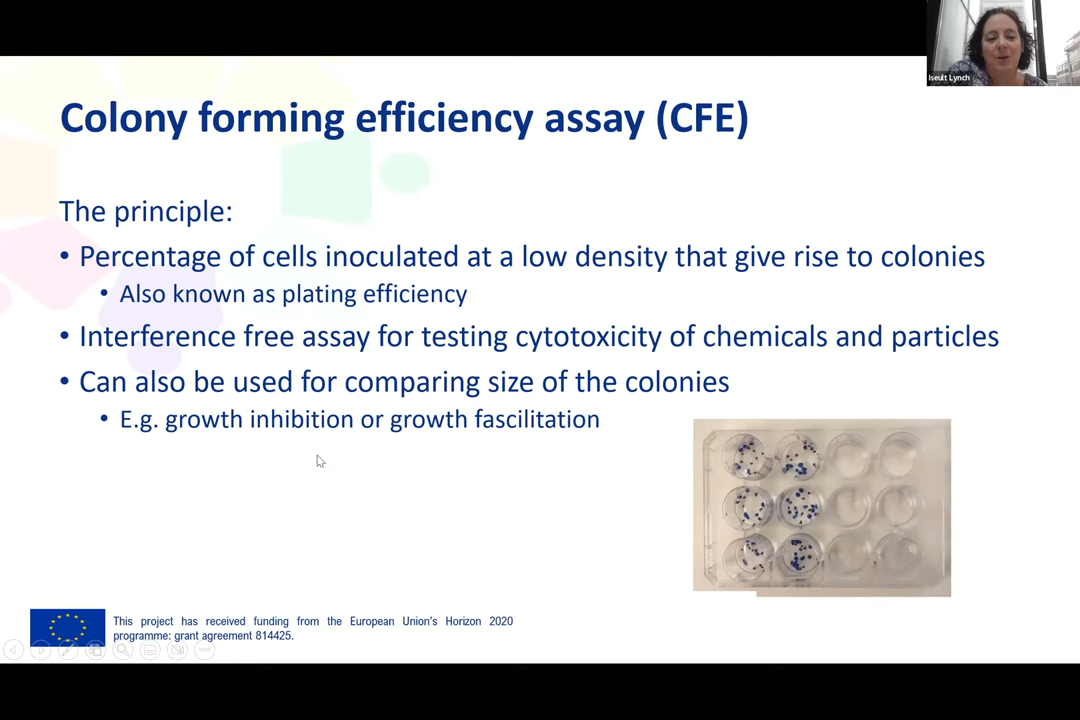 Iseult Lynch
Colony forming efficiency assay (CFE)
The principle:
• Percentage of cells inoculated at a low density that give rise to colonies
• Also known as plating efficiency
• Interference free assay for testing cytotoxicity of chemicals and particles
• Can also be used for comparing size of the colonies
• E.g. growth inhibition or growth fascilitation
This project has received funding from the European Union's Horizon 2020
programme: grant agreement 814425.